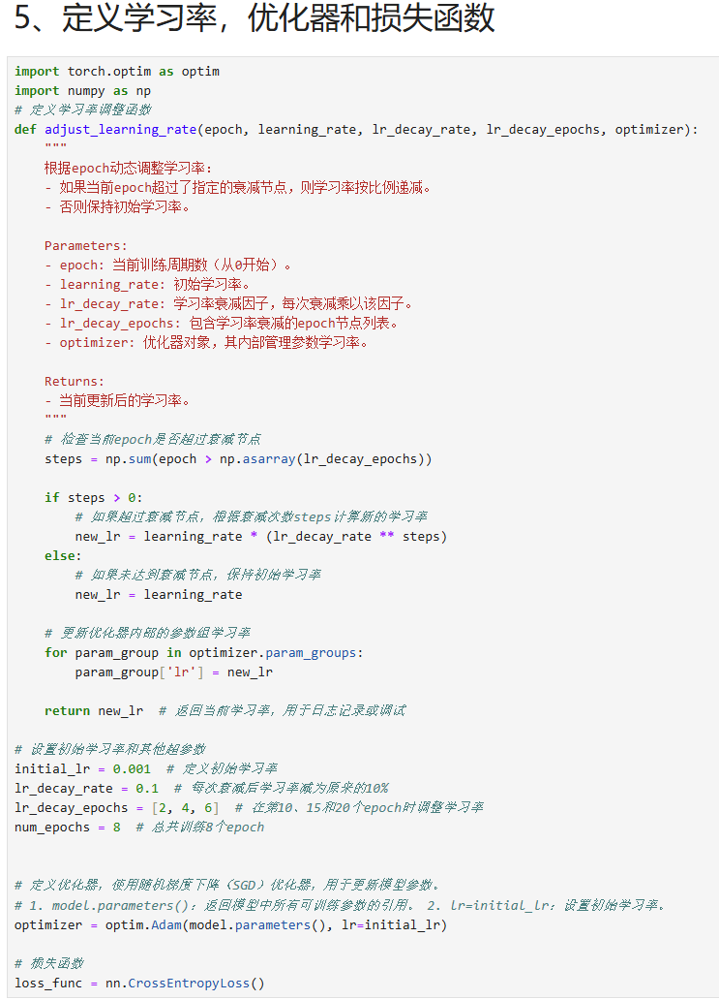 5、定义学习率，优化器和损失函数
import torch.optim as optim
import numpy as np
# 定义学习率调整函数
def adjust_learning_rate(epoch, learning_rate, lr_decay_rate, lr_decay_epochs, optimizer):
    """
    根据epoch动态调整学习率：
    - 如果当前epoch超过了指定的衰减节点，则学习率按比例递减。
    - 否则保持初始学习率。

    Parameters:
    - epoch: 当前训练周期数（从0开始）。
    - learning_rate: 初始学习率。
    - lr_decay_rate: 学习率衰减因子，每次衰减乘以该因子。
    - lr_decay_epochs: 包含学习率衰减的epoch节点列表。
    - optimizer: 优化器对象，其内部管理参数学习率。

    Returns:
    - 当前更新后的学习率。
    """
    # 检查当前epoch是否超过衰减节点
    steps = np.sum(epoch > np.asarray(lr_decay_epochs))

    if steps > 0:
        # 如果超过衰减节点，根据衰减次数steps计算新的学习率
        new_lr = learning_rate * (lr_decay_rate ** steps)
    else:
        # 如果未达到衰减节点，保持初始学习率
        new_lr = learning_rate

    # 更新优化器内部的参数组学习率
    for param_group in optimizer.param_groups:
        param_group['lr'] = new_lr

    return new_lr  # 返回当前学习率，用于日志记录或调试

# 设置初始学习率和其他超参数
initial_lr = 0.001  # 定义初始学习率
lr_decay_rate = 0.1  # 每次衰减后学习率减为原来的10%
lr_decay_epochs = [2, 4, 6]  # 在第10、15和20个epoch时调整学习率
num_epochs = 8  # 总共训练8个epoch

# 定义优化器，使用随机梯度下降（SGD）优化器，用于更新模型参数。
# 1. model.parameters()：返回模型中所有可训练参数的引用。 2. lr=initial_lr：设置初始学习率。
optimizer = optim.Adam(model.parameters(), lr=initial_lr)

# 损失函数
loss_func = nn.CrossEntropyLoss()